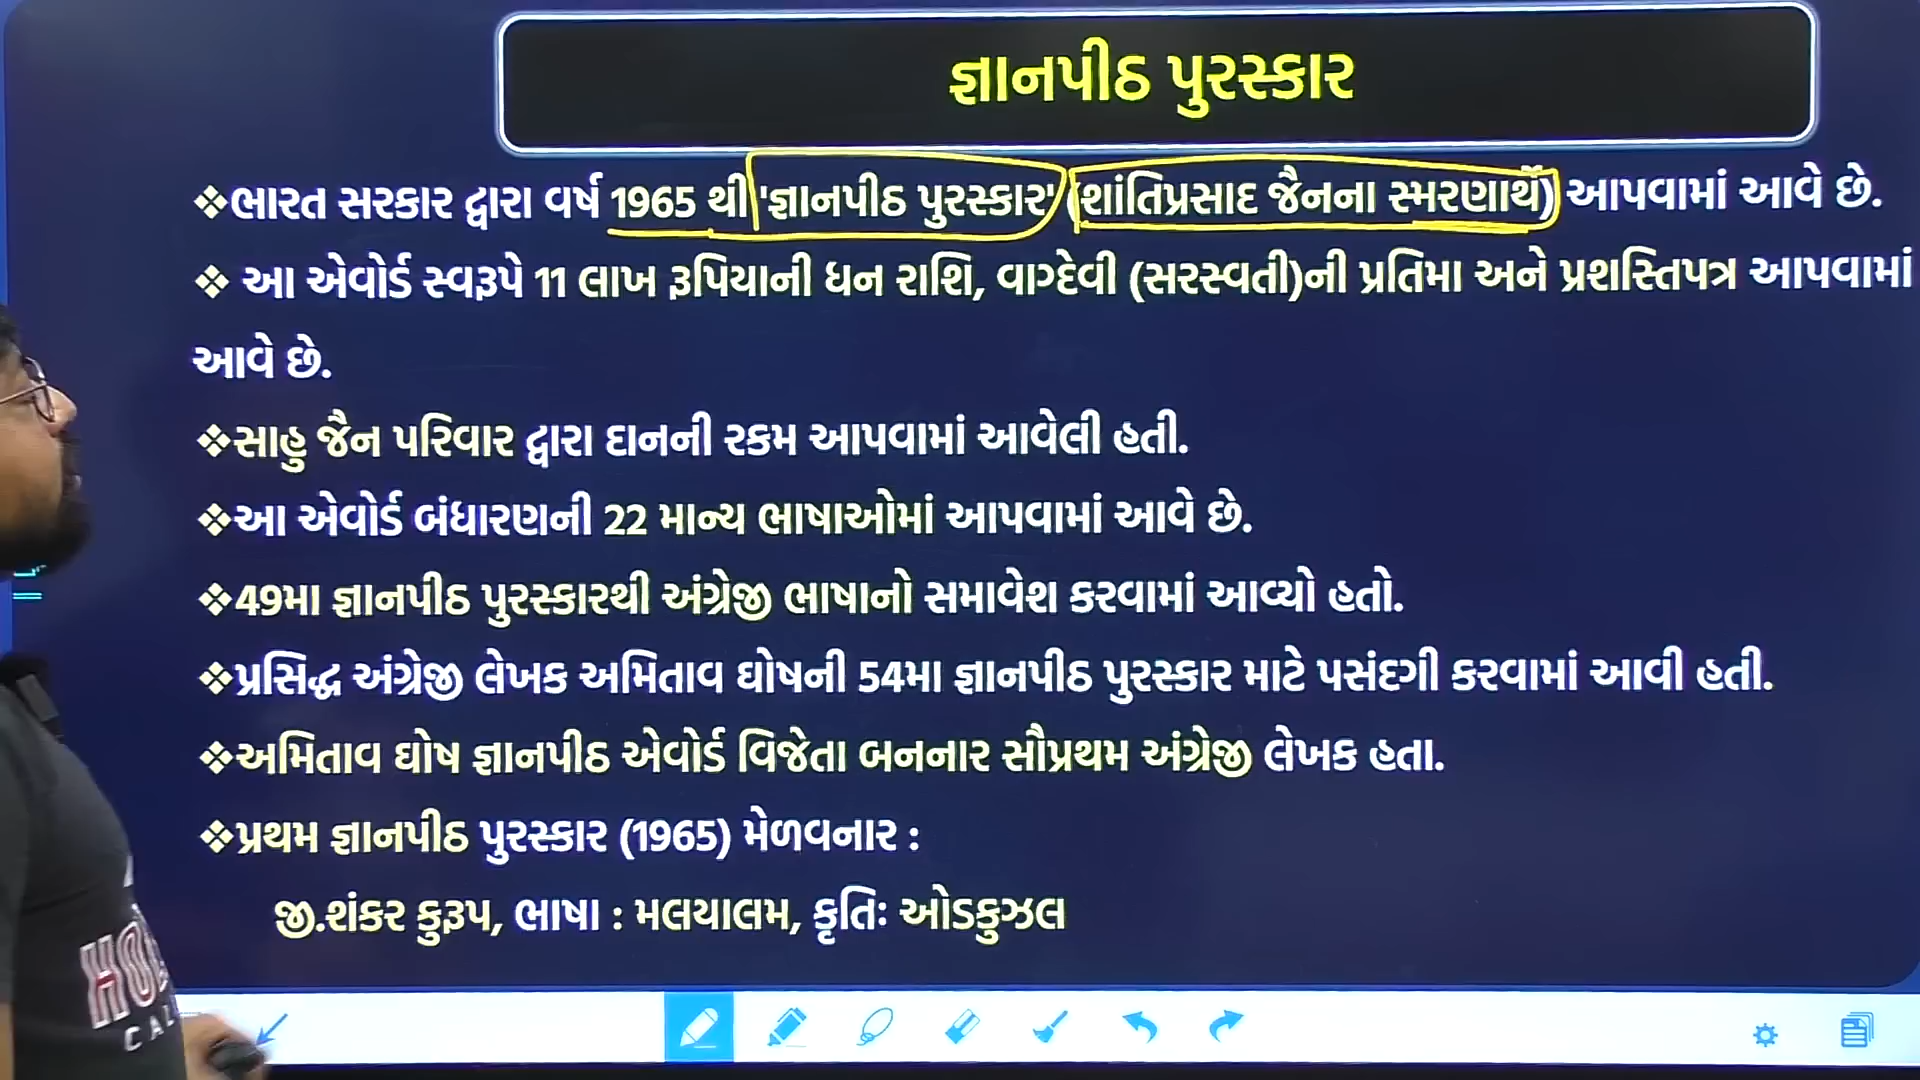 જ્ઞાનપીઠ પુરસ્કાર
❖ભારત સરકાર દ્વારા વર્ષ 1965 થી 'જ્ઞાનપીઠ પુરસ્કાર' (શાંતિપ્રસાદ જૈનના સ્મરણાર્થે) આપવામાં આવે છે.
❖ આ એવોર્ડ સ્વરૂપે 11 લાખ રૂપિયાની ધન રાશિ, વાગ્દેવી (સરસ્વતી)ની પ્રતિમા અને પ્રશસ્તિપત્ર આપવામાં
આવે છે.
❖સાહુ જૈન પરિવાર દ્વારા દાનની રકમ આપવામાં આવેલી હતી.
❖આ એવોર્ડ બંધારણની 22 માન્ય ભાષાઓમાં આપવામાં આવે છે.
❖49મા જ્ઞાનપીઠ પુરસ્કારથી અંગ્રેજી ભાષાનો સમાવેશ કરવામાં આવ્યો હતો.
❖પ્રસિદ્ધ અંગ્રેજી લેખક અમિતાવ ઘોષની 54મા જ્ઞાનપીઠ પુરસ્કાર માટે પસંદગી કરવામાં આવી હતી.
❖અમિતાવ ઘોષ જ્ઞાનપીઠ એવોર્ડ વિજેતા બનનાર સૌપ્રથમ અંગ્રેજી લેખક હતા.
❖પ્રથમ જ્ઞાનપીઠ પુરસ્કાર (1965) મેળવનાર :
જી.શંકર કુરૂપ, ભાષા : મલયાલમ, કૃતિઃ ઓડકુઝલ